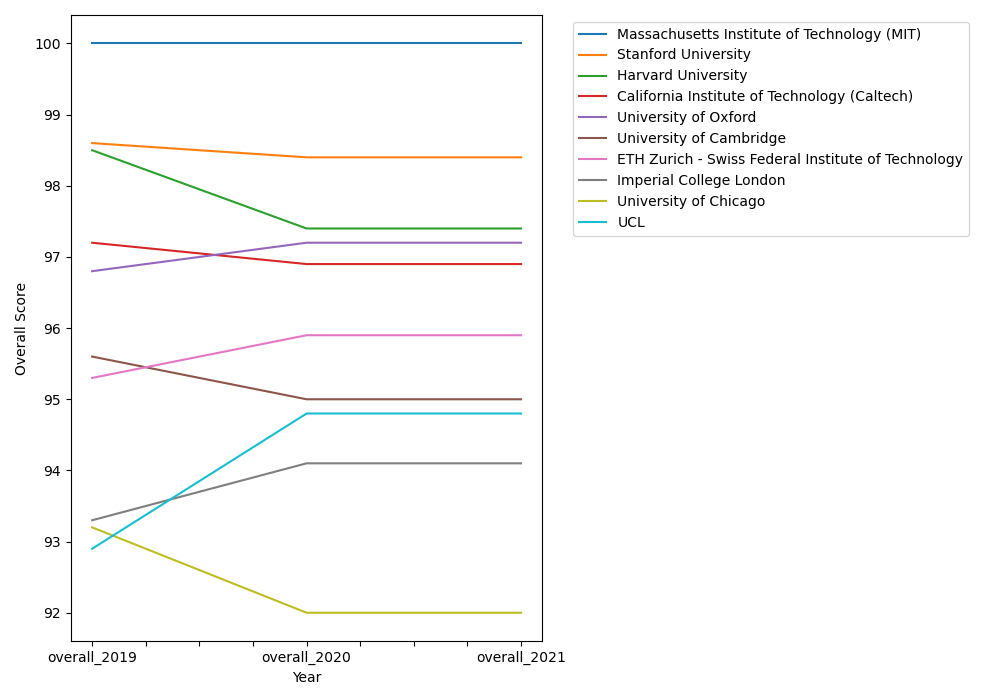 100
99
98
97
96
95
94
93
92
Overall Score
overall_2019
overall_2020
overall_2021
Year
Massachusetts Institute of Technology (MIT)
Stanford University
Harvard University
California Institute of Technology (Caltech)
University of Oxford
University of Cambridge
ETH Zurich - Swiss Federal Institute of Technology
Imperial College London
University of Chicago
UCL